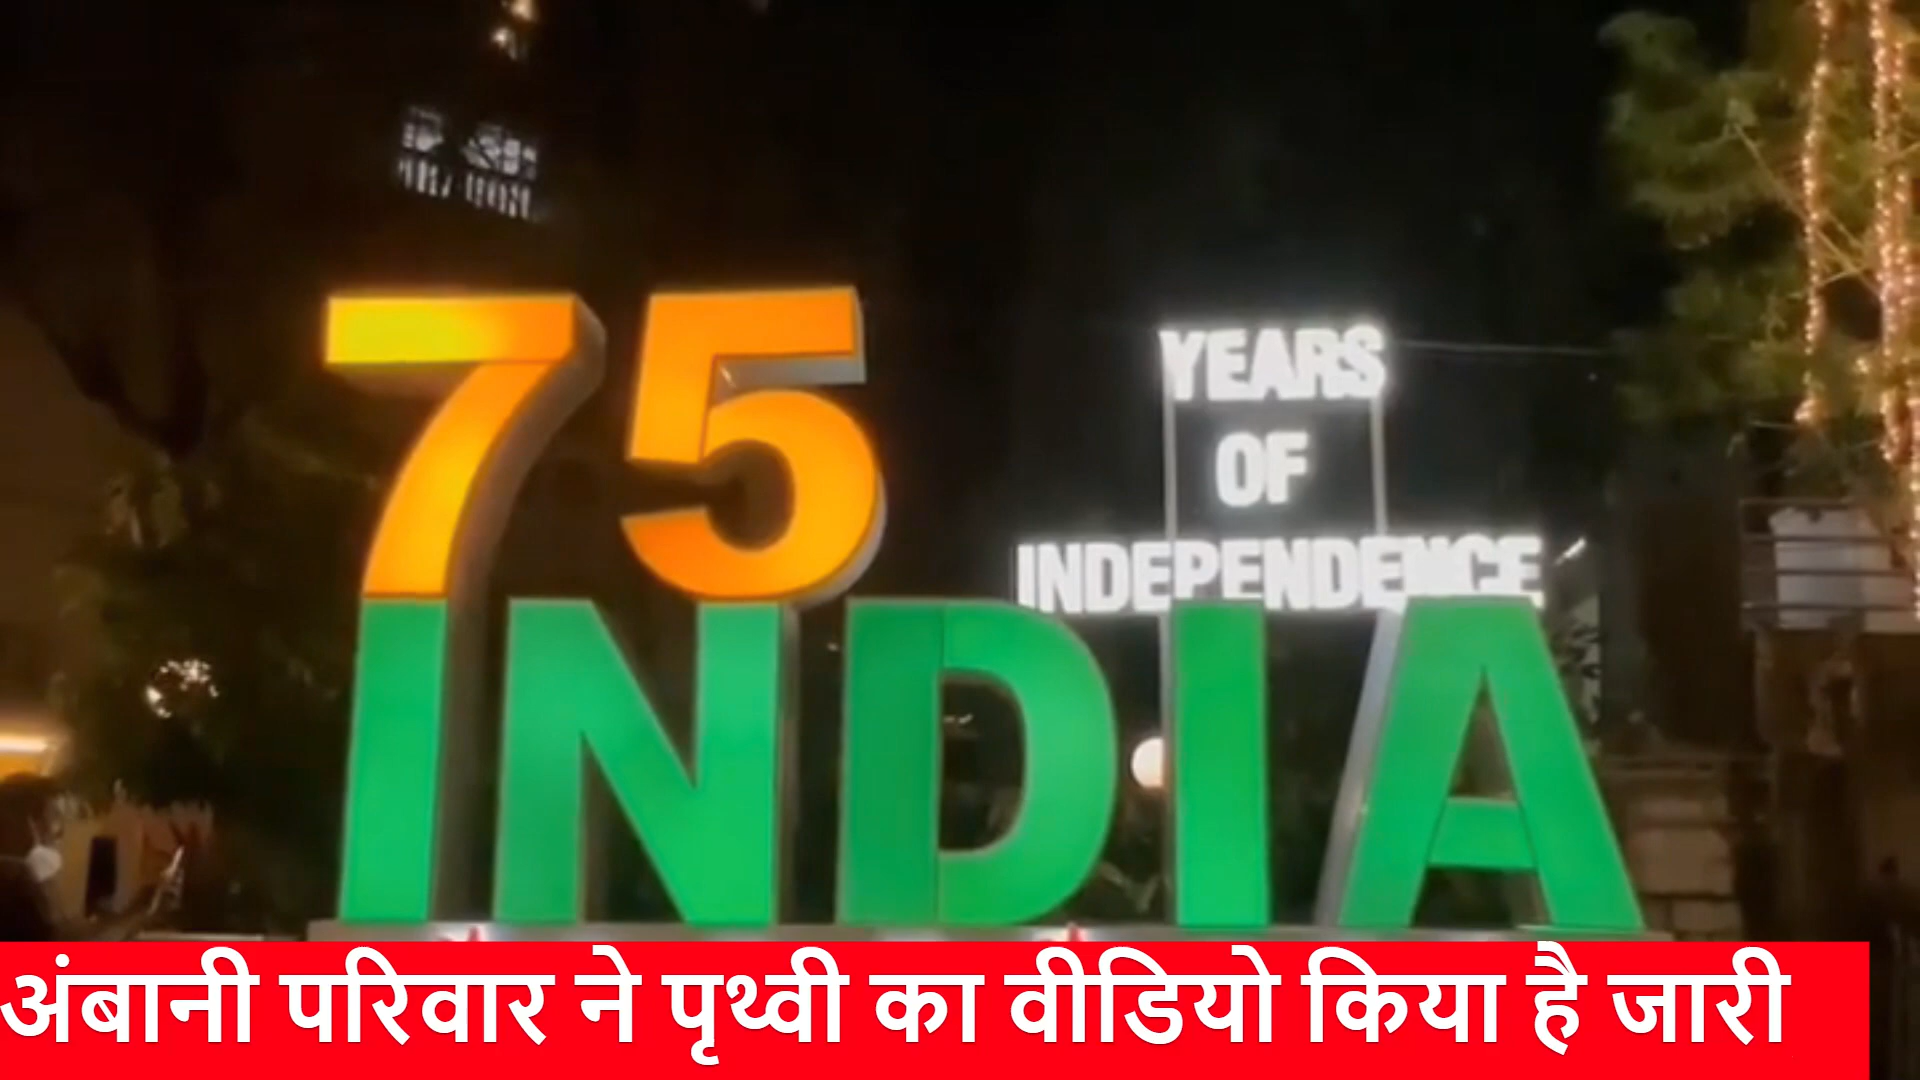 75
YEARS
OF
INDEPENDENCE
INDIA
अंबानी परिवार ने पृथ्वी का वीडियो किया है जारी